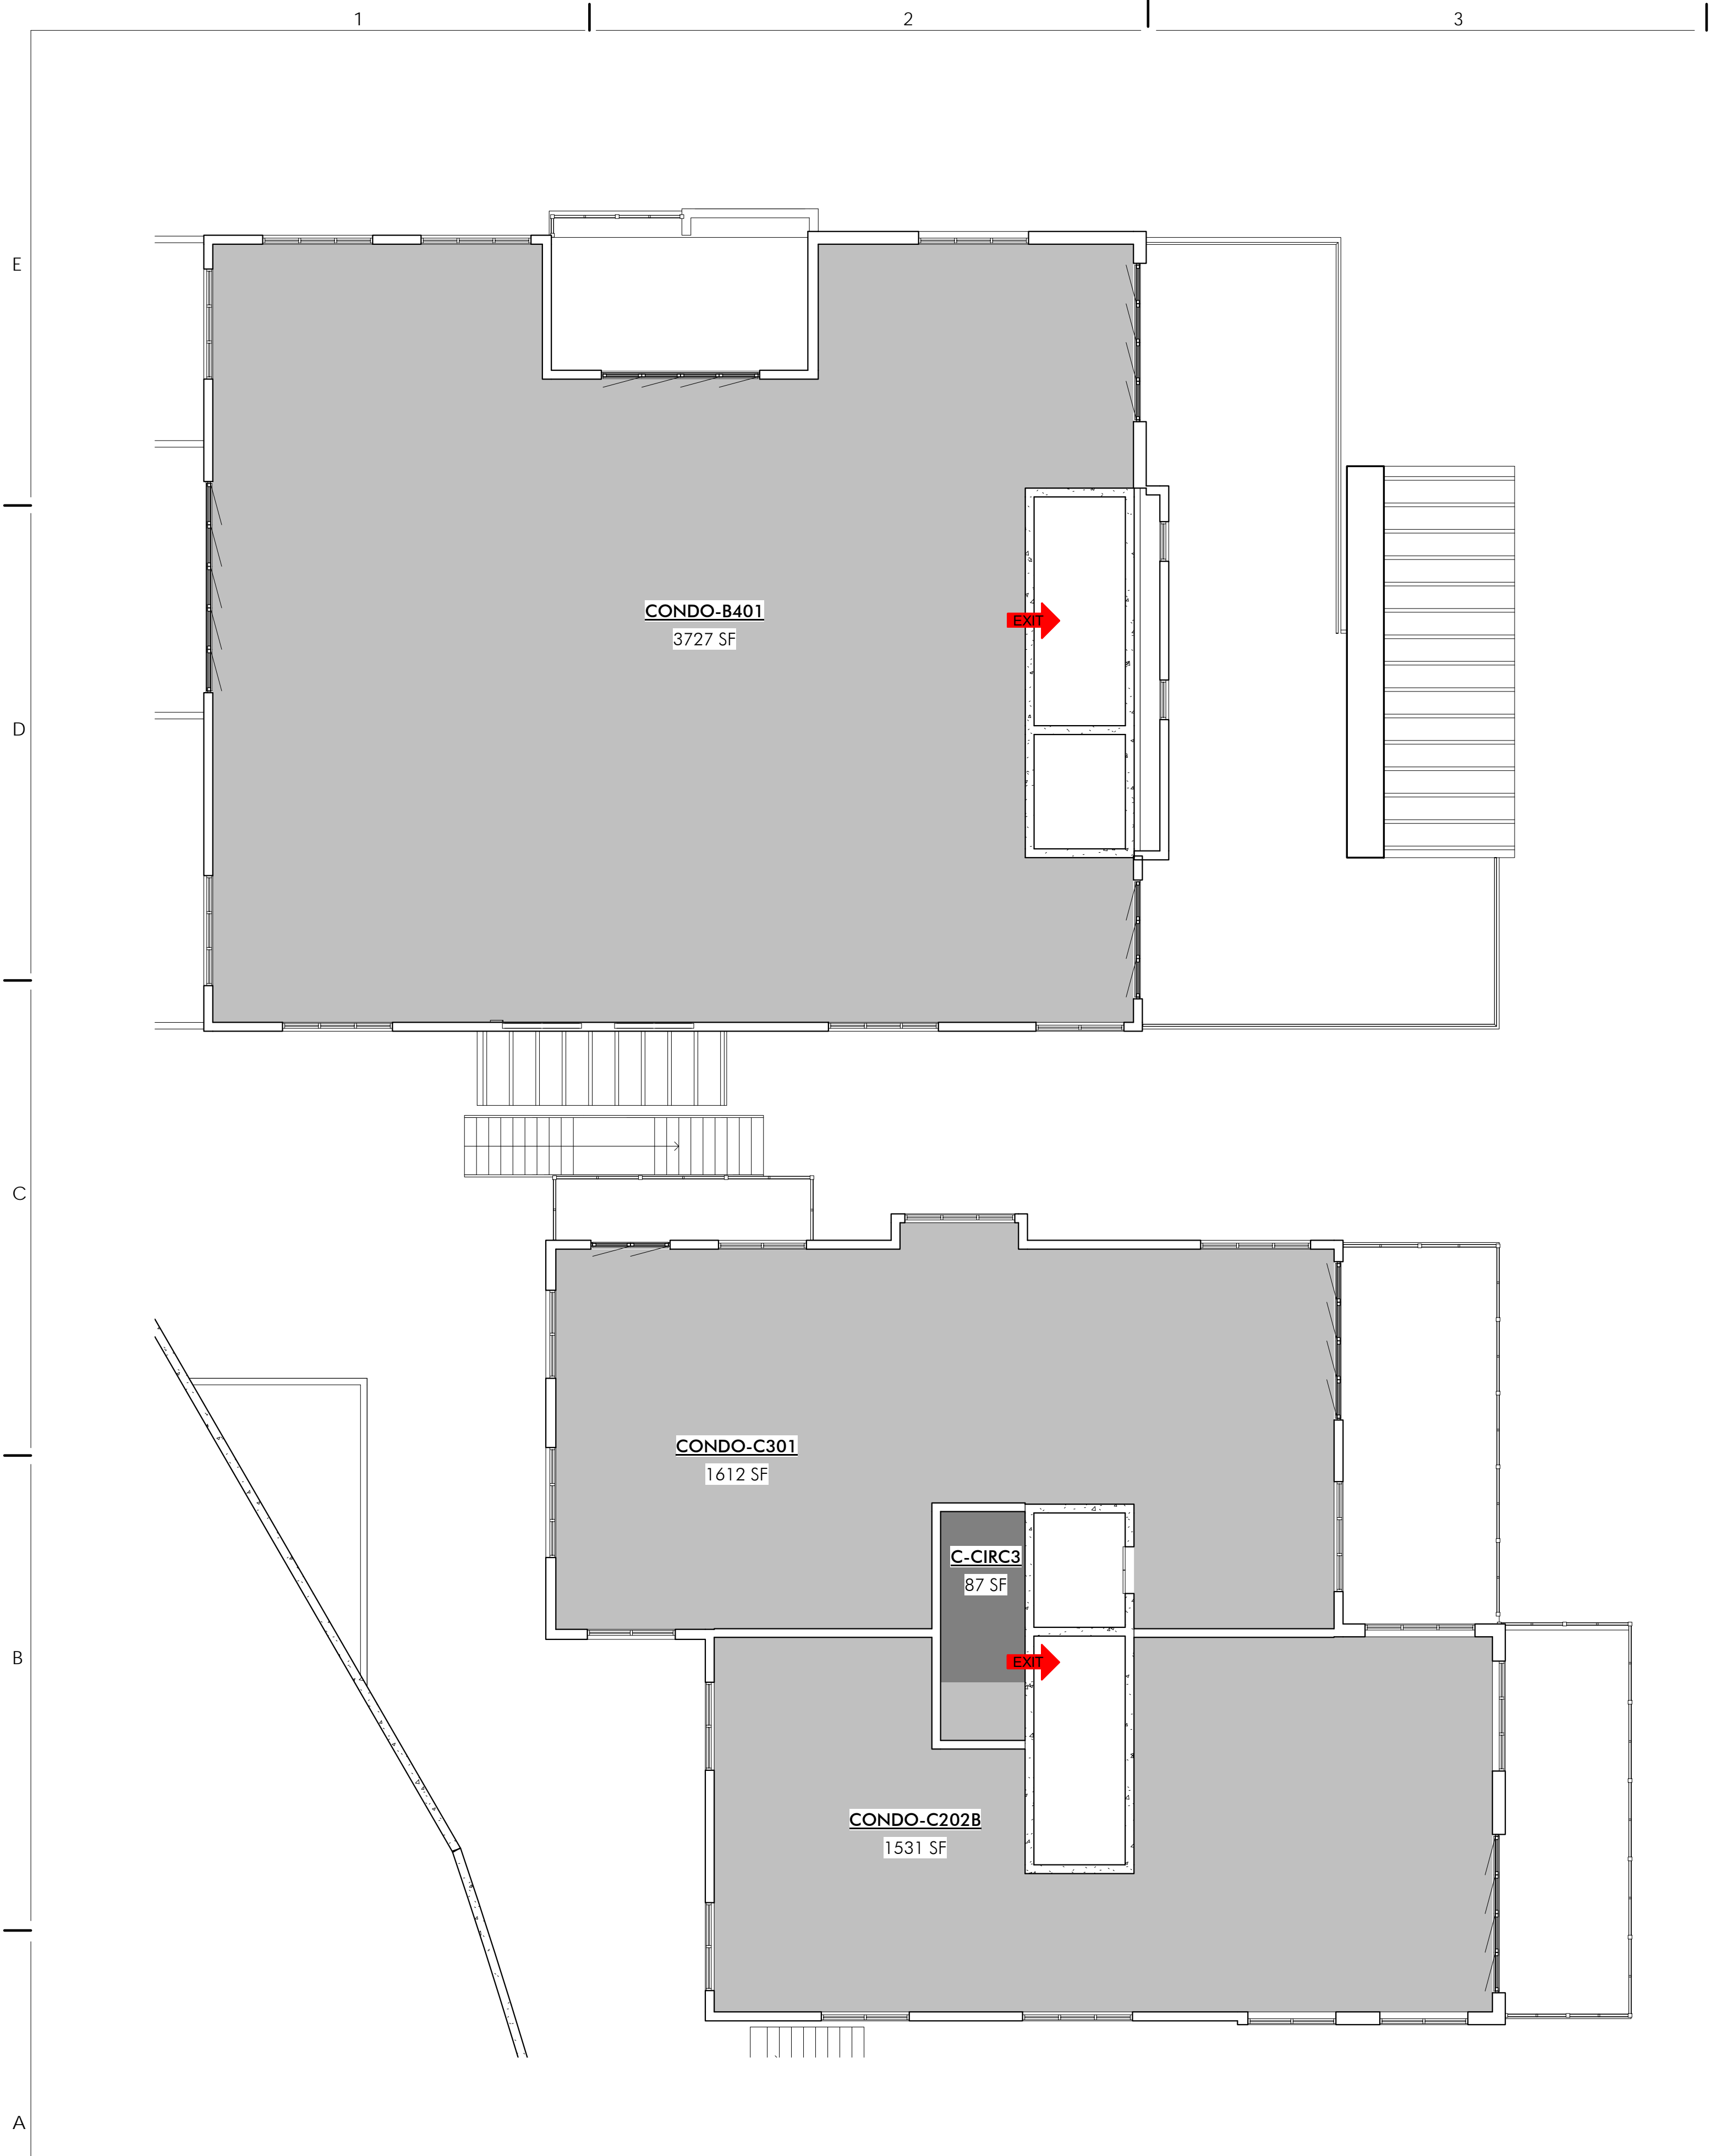 1
2
3
E
EXIT
CONDO-B401
3727 SF
D
C
CONDO-C301
1612 SF
C-CIRC3
87 SF
B
EXIT
CONDO-C202B
1531 SF
A